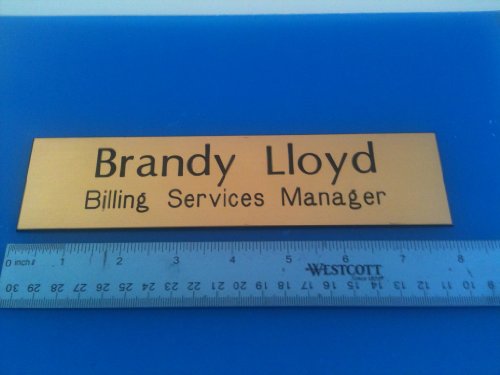 Brandy Lloyd
Billing Services Manager
0 inch 1 2 3 4 5 6 7 8
WESTCOTT
30 29 28 27 26 25 24 23 22 21 20 19 18 17 16 15 14 13 12 11 10 9